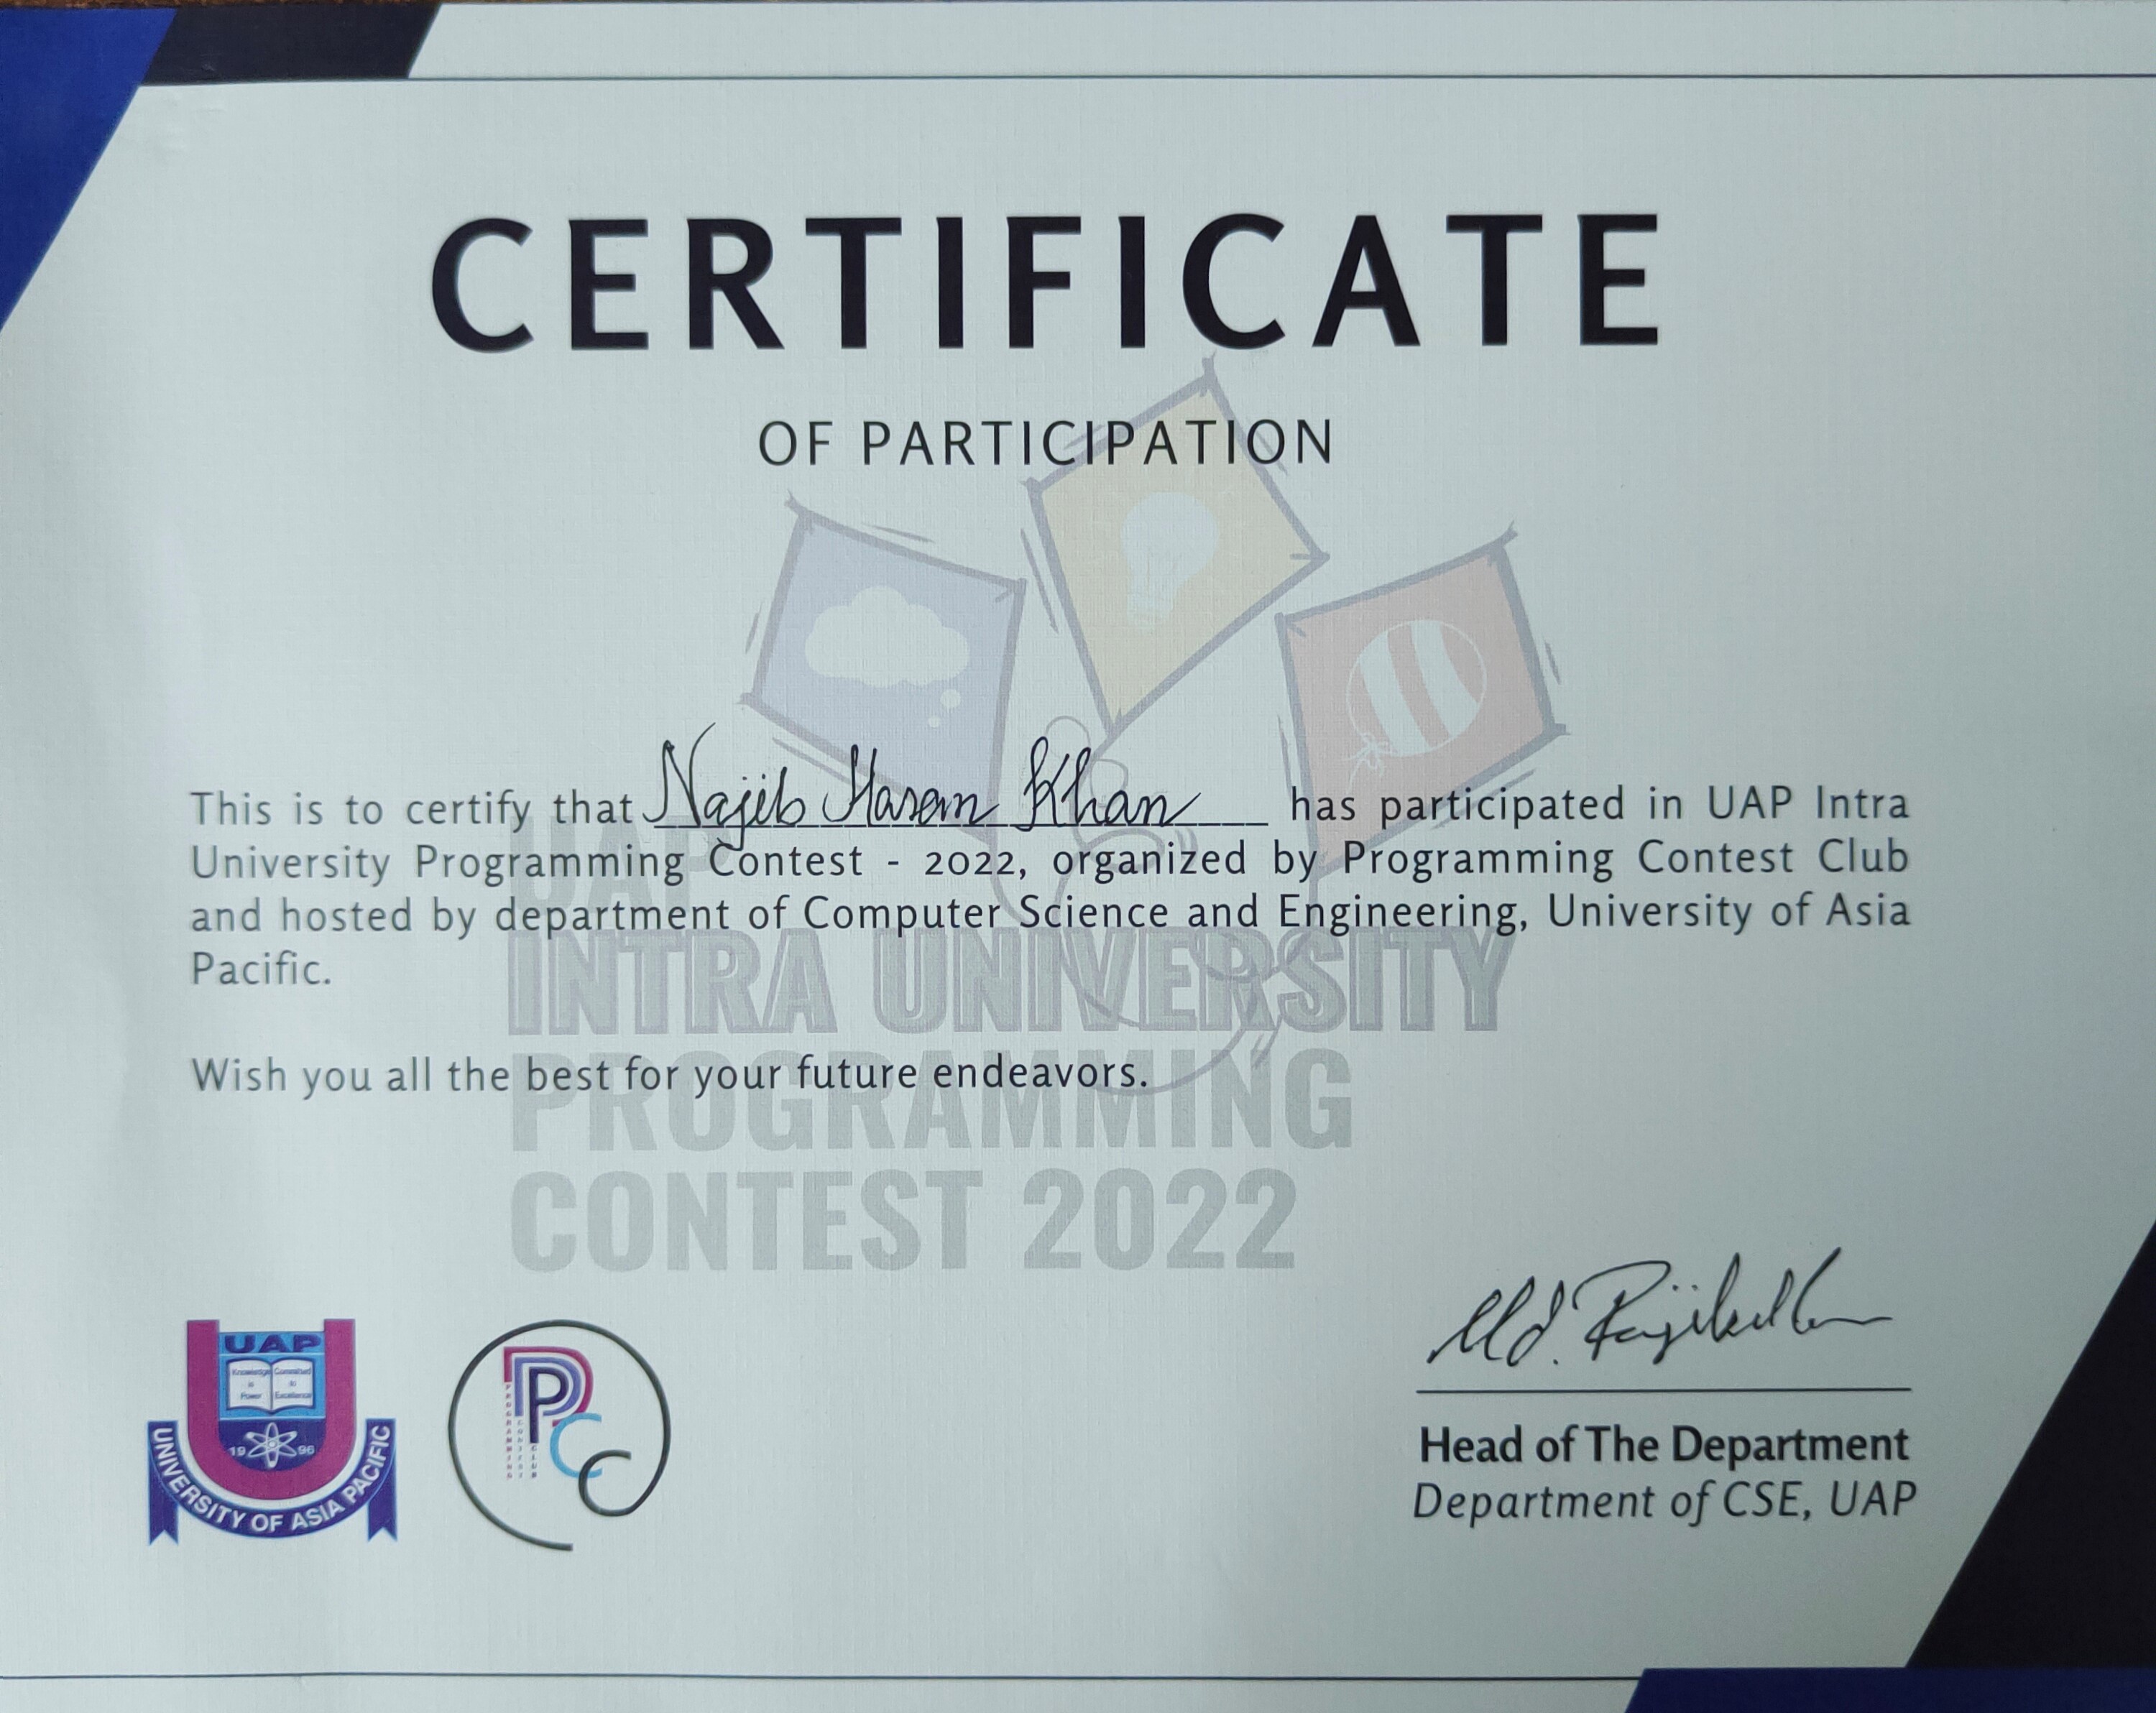 CERTIFICATE
OF PARTICIPATION
This is to certify that Najib Hasan Khan has participated in UAP Intra
University Programming Contest - 2022, organized by Programming Contest Club
and hosted by department of Computer Science and Engineering, University of Asia
Pacific.
Wish you all the best for your future endeavors.
UAP
INTRA UNIVERSITY
PROGRAMMING
CONTEST 2022
UAP
Knowledge is Power
Committed to Excellence
19 96
UNIVERSITY OF ASIA PACIFIC
PCC
PROGRAMMING
CONTEST
CLUB
Md.
Head of The Department
Department of CSE, UAP